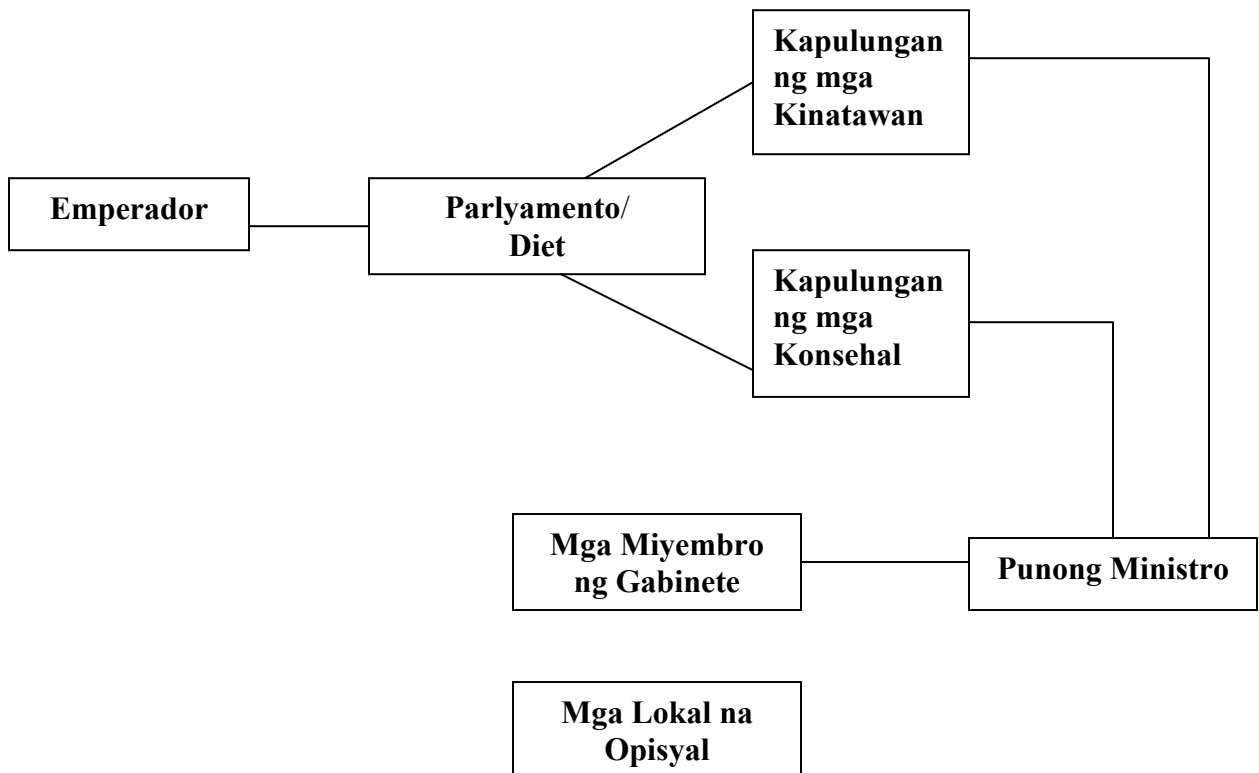 Kapulungan
ng mga
Kinatawan
Emperador
Parlyamento/
Diet
Kapulungan
ng mga
Konsehal
Mga Miyembro
ng Gabinete
Punong Ministro
Mga Lokal na
Opisyal